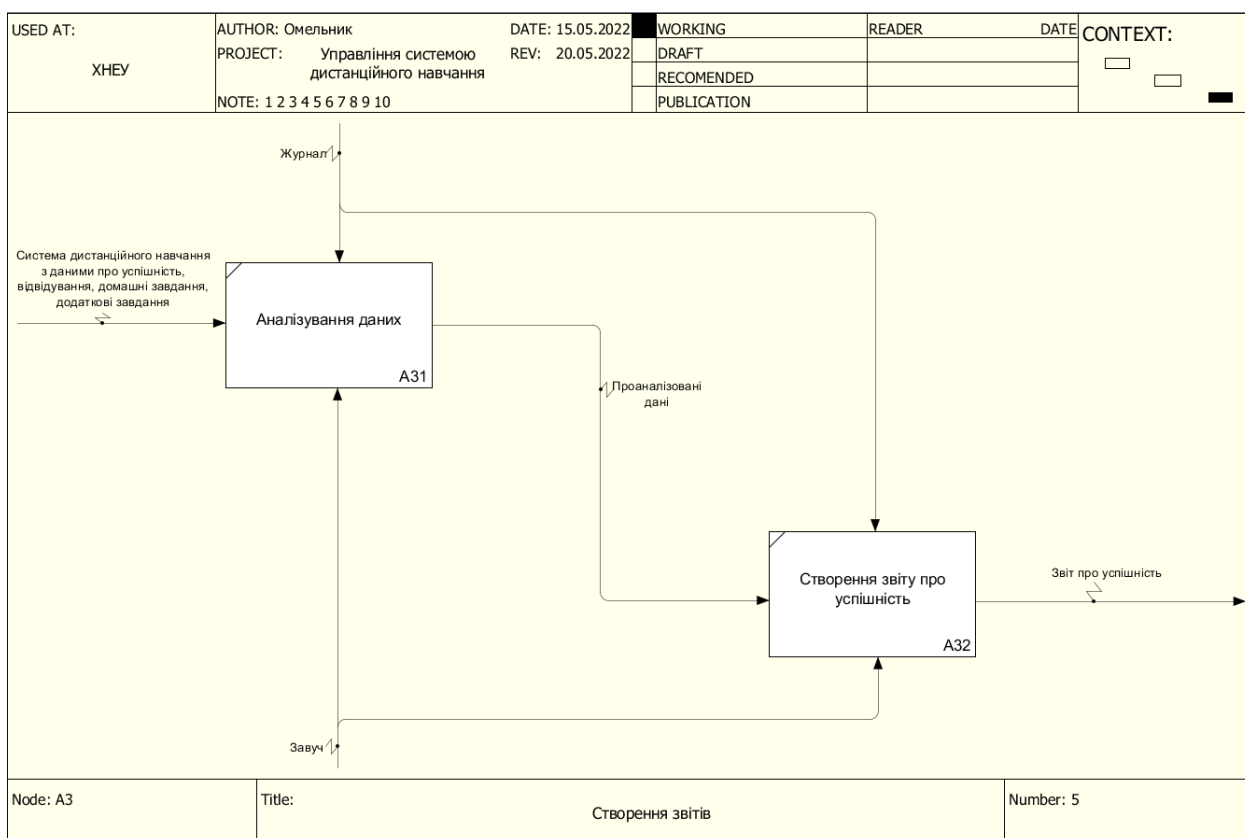 USED AT:
ХНЕУ
AUTHOR: Омельник
DATE: 15.05.2022
PROJECT: Управління системою
дистанційного навчання
REV: 20.05.2022
NOTE: 1 2 3 4 5 6 7 8 9 10
WORKING
DRAFT
RECOMENDED
PUBLICATION
READER
DATE
CONTEXT:
Журнал
Система дистанційного навчання
з даними про успішність,
відвідування, домашні завдання,
додаткові завдання
Аналізування даних
A31
Проаналізовані
дані
Створення звіту про
успішність
A32
Звіт про успішність
Завуч
Node: A3
Title:
Створення звітів
Number: 5